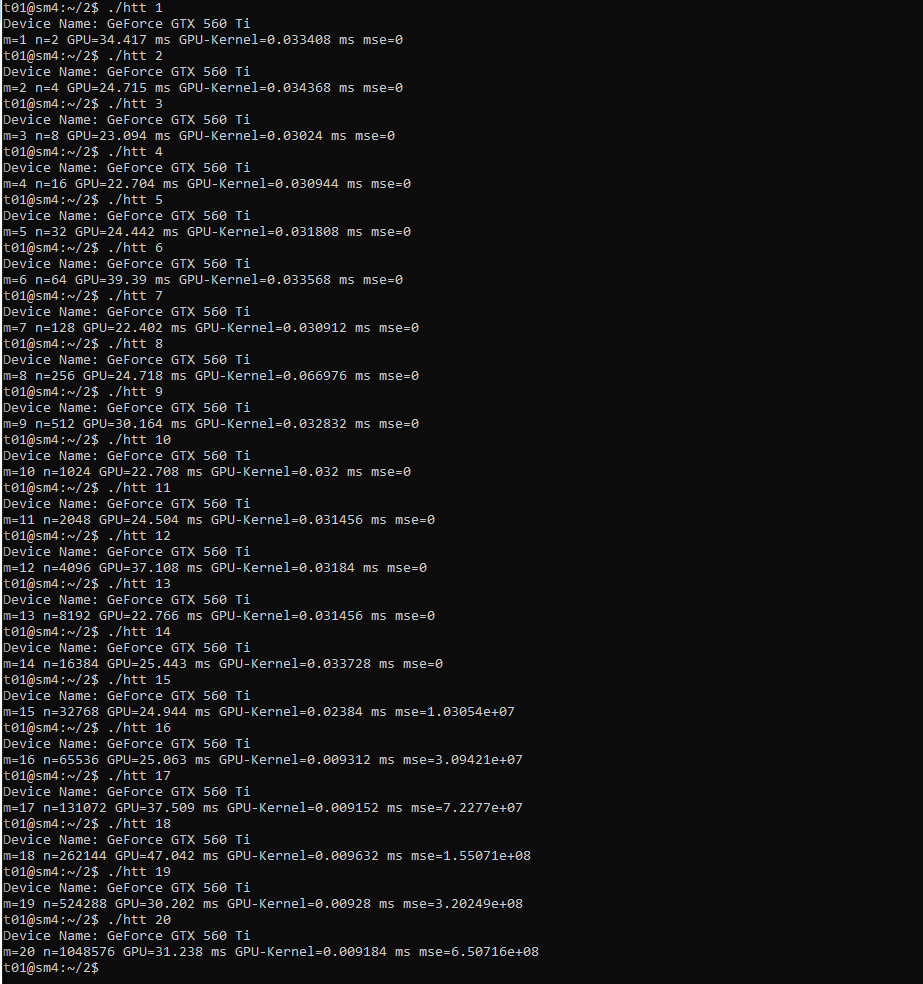 t01@sm4:~/2$ ./htt 1
Device Name: GeForce GTX 560 Ti
m=1 n=2 GPU=34.417 ms GPU-Kernel=0.033408 ms mse=0
t01@sm4:~/2$ ./htt 2
Device Name: GeForce GTX 560 Ti
m=2 n=4 GPU=24.715 ms GPU-Kernel=0.034368 ms mse=0
t01@sm4:~/2$ ./htt 3
Device Name: GeForce GTX 560 Ti
m=3 n=8 GPU=23.094 ms GPU-Kernel=0.03024 ms mse=0
t01@sm4:~/2$ ./htt 4
Device Name: GeForce GTX 560 Ti
m=4 n=16 GPU=22.704 ms GPU-Kernel=0.030944 ms mse=0
t01@sm4:~/2$ ./htt 5
Device Name: GeForce GTX 560 Ti
m=5 n=32 GPU=24.442 ms GPU-Kernel=0.031808 ms mse=0
t01@sm4:~/2$ ./htt 6
Device Name: GeForce GTX 560 Ti
m=6 n=64 GPU=39.39 ms GPU-Kernel=0.033568 ms mse=0
t01@sm4:~/2$ ./htt 7
Device Name: GeForce GTX 560 Ti
m=7 n=128 GPU=22.402 ms GPU-Kernel=0.030912 ms mse=0
t01@sm4:~/2$ ./htt 8
Device Name: GeForce GTX 560 Ti
m=8 n=256 GPU=24.718 ms GPU-Kernel=0.066976 ms mse=0
t01@sm4:~/2$ ./htt 9
Device Name: GeForce GTX 560 Ti
m=9 n=512 GPU=30.164 ms GPU-Kernel=0.032832 ms mse=0
t01@sm4:~/2$ ./htt 10
Device Name: GeForce GTX 560 Ti
m=10 n=1024 GPU=22.708 ms GPU-Kernel=0.032 ms mse=0
t01@sm4:~/2$ ./htt 11
Device Name: GeForce GTX 560 Ti
m=11 n=2048 GPU=24.504 ms GPU-Kernel=0.031456 ms mse=0
t01@sm4:~/2$ ./htt 12
Device Name: GeForce GTX 560 Ti
m=12 n=4096 GPU=37.108 ms GPU-Kernel=0.03184 ms mse=0
t01@sm4:~/2$ ./htt 13
Device Name: GeForce GTX 560 Ti
m=13 n=8192 GPU=22.766 ms GPU-Kernel=0.031456 ms mse=0
t01@sm4:~/2$ ./htt 14
Device Name: GeForce GTX 560 Ti
m=14 n=16384 GPU=25.443 ms GPU-Kernel=0.033728 ms mse=0
t01@sm4:~/2$ ./htt 15
Device Name: GeForce GTX 560 Ti
m=15 n=32768 GPU=24.944 ms GPU-Kernel=0.02384 ms mse=1.03054e+07
t01@sm4:~/2$ ./htt 16
Device Name: GeForce GTX 560 Ti
m=16 n=65536 GPU=25.063 ms GPU-Kernel=0.009312 ms mse=3.09421e+07
t01@sm4:~/2$ ./htt 17
Device Name: GeForce GTX 560 Ti
m=17 n=131072 GPU=37.509 ms GPU-Kernel=0.009152 ms mse=7.2277e+07
t01@sm4:~/2$ ./htt 18
Device Name: GeForce GTX 560 Ti
m=18 n=262144 GPU=47.042 ms GPU-Kernel=0.009632 ms mse=1.55071e+08
t01@sm4:~/2$ ./htt 19
Device Name: GeForce GTX 560 Ti
m=19 n=524288 GPU=30.202 ms GPU-Kernel=0.00928 ms mse=3.20249e+08
t01@sm4:~/2$ ./htt 20
Device Name: GeForce GTX 560 Ti
m=20 n=1048576 GPU=31.238 ms GPU-Kernel=0.009184 ms mse=6.50716e+08
t01@sm4:~/2$